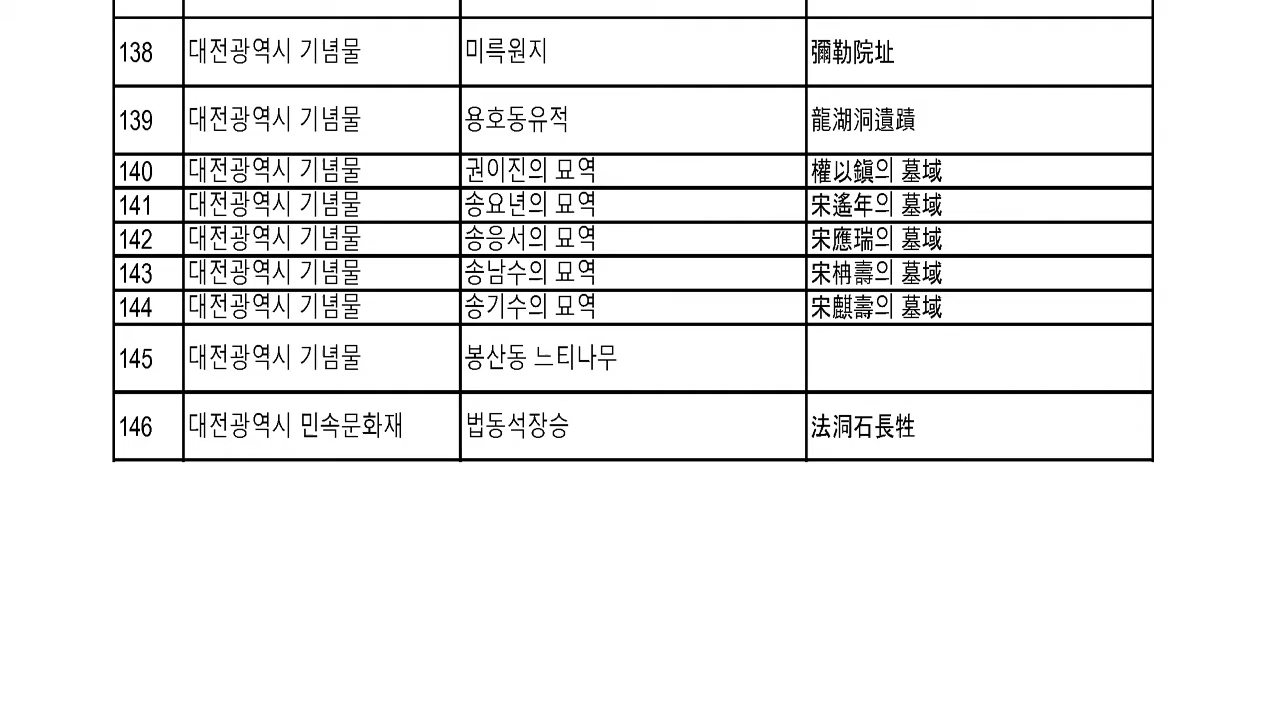 138 대전광역시 기념물 미륵원지 彌勒院址
139 대전광역시 기념물 용호동유적 龍湖洞遺蹟
140 대전광역시 기념물 권이진의 묘역 權以鎭의 墓域
141 대전광역시 기념물 송요년의 묘역 宋遙年의 墓域
142 대전광역시 기념물 송응서의 묘역 宋應瑞의 墓域
143 대전광역시 기념물 송남수의 묘역 宋枏壽의 墓域
144 대전광역시 기념물 송기수의 묘역 宋麒壽의 墓域
145 대전광역시 기념물 봉산동 느티나무
146 대전광역시 민속문화재 법동석장승 法洞石長牲